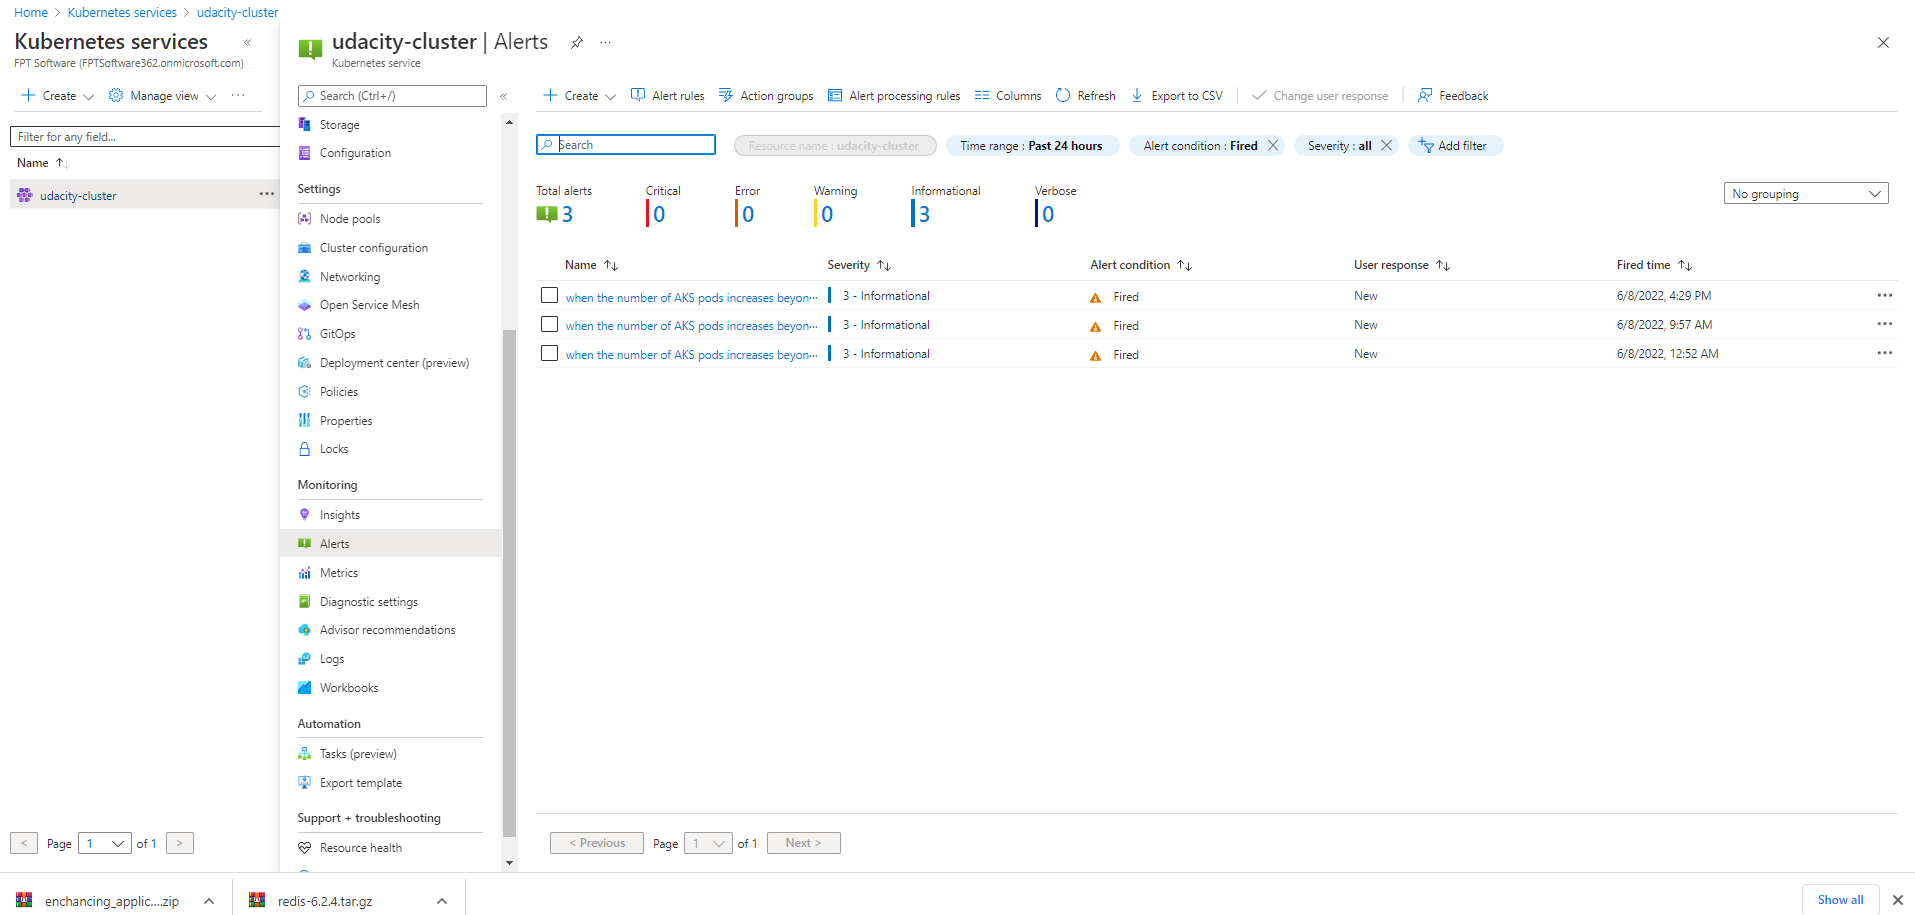 Home > Kubernetes services > udacity-cluster
Kubernetes services
«
FPT Software (FPTSoftware362.onmicrosoft.com)
Create
Manage view
···
Filter for any field...
Name ↑↓
udacity-cluster
···
< Page 1 of 1 >
udacity-cluster | Alerts
···
Kubernetes service
Search (Ctrl+/)
«
Storage
Configuration
Settings
Node pools
Cluster configuration
Networking
Open Service Mesh
GitOps
Deployment center (preview)
Policies
Properties
Locks
Monitoring
Insights
Alerts
Metrics
Diagnostic settings
Advisor recommendations
Logs
Workbooks
Automation
Tasks (preview)
Export template
Support + troubleshooting
Resource health
Create Alert rules Action groups Alert processing rules Columns Refresh Export to CSV Change user response Feedback
Search
Resource name : udacity-cluster
Time range : Past 24 hours
Alert condition : Fired
Severity : all
Add filter
Total alerts Critical Error Warning Informational Verbose
3 0 0 0 3 0
No grouping
Name ↑↓ Severity ↑↓ Alert condition ↑↓ User response ↑↓ Fired time ↑↓
when the number of AKS pods increases beyon··· 3 - Informational Fired New 6/8/2022, 4:29 PM ···
when the number of AKS pods increases beyon··· 3 - Informational Fired New 6/8/2022, 9:57 AM ···
when the number of AKS pods increases beyon··· 3 - Informational Fired New 6/8/2022, 12:52 AM ···
< Previous Page 1 of 1 Next >
enchancing_applic....zip
redis-6.2.4.tar.gz
Show all